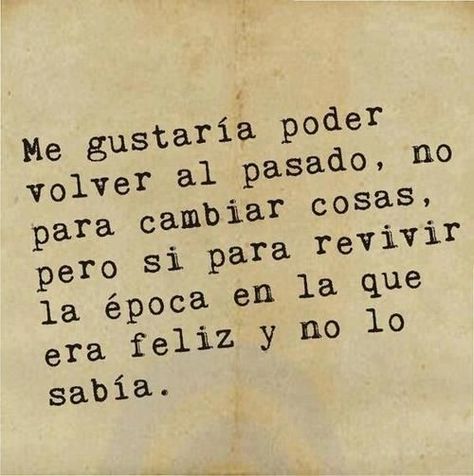 Me gustaría poder
volver al pasado, no
para cambiar cosas,
pero si para revivir
la época en la que
era feliz y no lo
sabía.